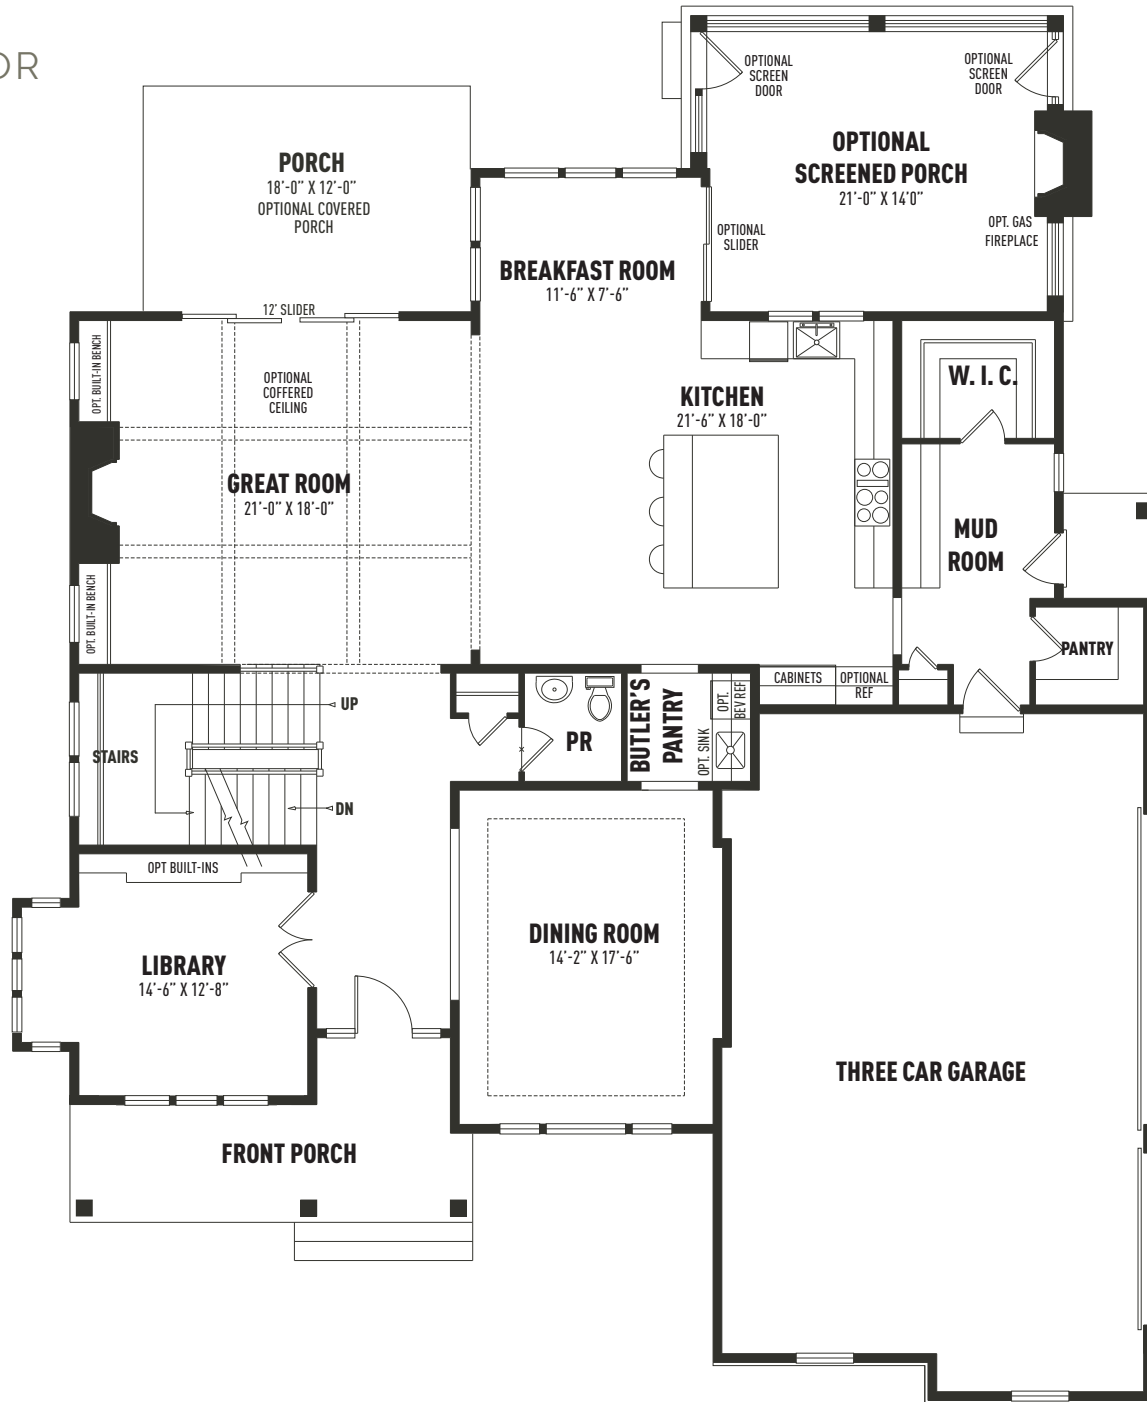 OR
PORCH
18'-0" X 12'-0"
OPTIONAL COVERED
PORCH
OPTIONAL
SCREEN
DOOR
OPTIONAL
SCREEN
DOOR
OPTIONAL
SCREENED PORCH
21'-0" X 14'0"
OPT. GAS
FIREPLACE
OPTIONAL
SLIDER
BREAKFAST ROOM
11'-6" X 7'-6"
12' SLIDER
OPT. BUILT-IN BENCH
OPTIONAL
COFFERED
CEILING
KITCHEN
21'-6" X 18'-0"
W. I. C.
GREAT ROOM
21'-0" X 18'-0"
MUD
ROOM
OPT. BUILT-IN BENCH
PANTRY
CABINETS
OPTIONAL
REF
UP
STAIRS
DN
PR
BUTLER'S
PANTRY
OPT.
BEV REF
OPT. SINK
OPT BUILT-INS
LIBRARY
14'-6" X 12'-8"
DINING ROOM
14'-2" X 17'-6"
THREE CAR GARAGE
FRONT PORCH